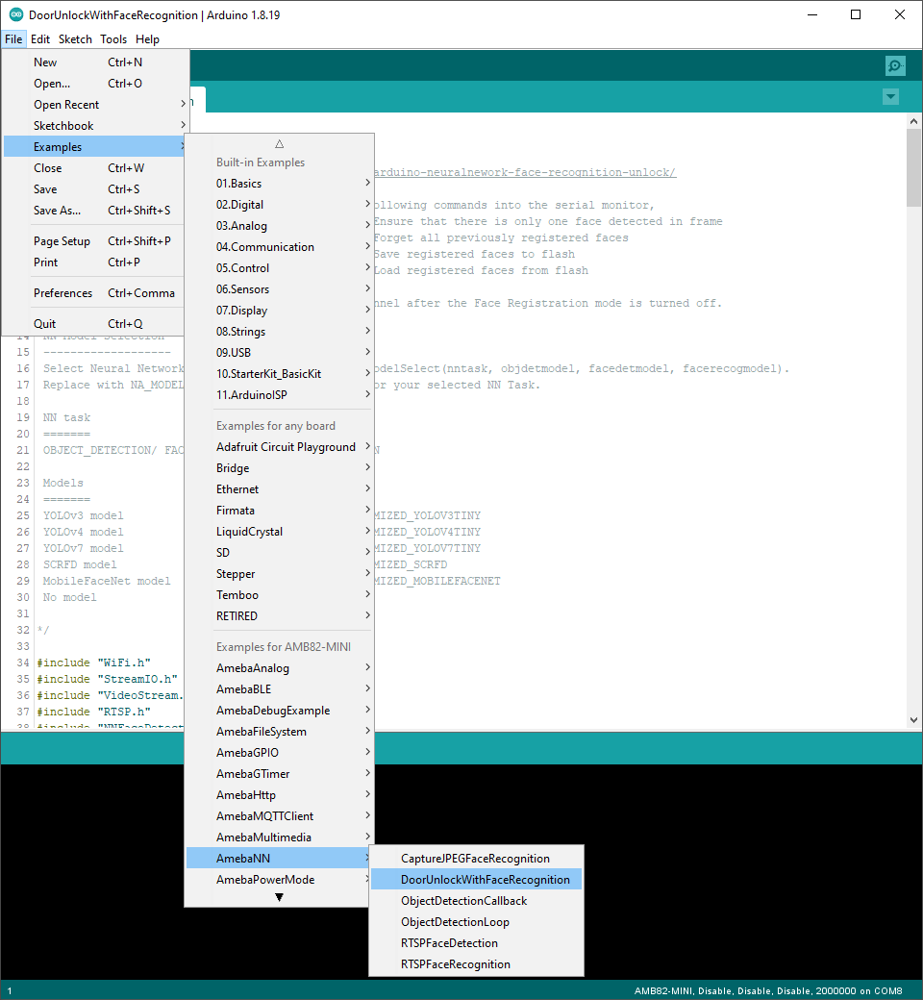 DoorUnlockWithFaceRecognition | Arduino 1.8.19
File Edit Sketch Tools Help
New Ctrl+N
Open... Ctrl+O
Open Recent
Sketchbook
Examples
Close Ctrl+W
Save Ctrl+S
Save As... Ctrl+Shift+S
Page Setup Ctrl+Shift+P
Print Ctrl+P
Preferences Ctrl+Comma
Quit Ctrl+Q
Built-in Examples
01.Basics
02.Digital
03.Analog
04.Communication
05.Control
06.Sensors
07.Display
08.Strings
09.USB
10.StarterKit_BasicKit
11.ArduinoISP
Examples for any board
Adafruit Circuit Playground
Bridge
Ethernet
Firmata
LiquidCrystal
SD
Stepper
Temboo
RETIRED
Examples for AMB82-MINI
AmebaAnalog
AmebaBLE
AmebaDebugExample
AmebaFileSystem
AmebaGPIO
AmebaGTimer
AmebaHttp
AmebaMQTTClient
AmebaMultimedia
AmebaNN
AmebaPowerMode
CaptureJPEGFaceRecognition
DoorUnlockWithFaceRecognition
ObjectDetectionCallback
ObjectDetectionLoop
RTSPFaceDetection
RTSPFaceRecognition
arduino-neuralnework-face-recognition-unlock/
ollowing commands into the serial monitor,
Ensure that there is only one face detected in frame
Forget all previously registered faces
Save registered faces to flash
Load registered faces from flash
nnel after the Face Registration mode is turned off.
14 NN Model Selection
15 -------------------
16 Select Neural Network odelSelect(nntask, objdetmodel, facedetmodel, facerecogmodel).
17 Replace with NA_MODEL or your selected NN Task.
18
19 NN task
20 =======
21 OBJECT_DETECTION/ FAC N
22
23 Models
24 =======
25 YOLOv3 model MIZED_YOLOV3TINY
26 YOLOv4 model MIZED_YOLOV4TINY
27 YOLOv7 model MIZED_YOLOV7TINY
28 SCRFD model MIZED_SCRFD
29 MobileFaceNet model MIZED_MOBILEFACENET
30 No model
31
32 */
33
34 #include "WiFi.h"
35 #include "StreamIO.h"
36 #include "VideoStream.
37 #include "RTSP.h"
38 #include "NNFaceDetect
1 AMB82-MINI, Disable, Disable, Disable, 2000000 on COM8